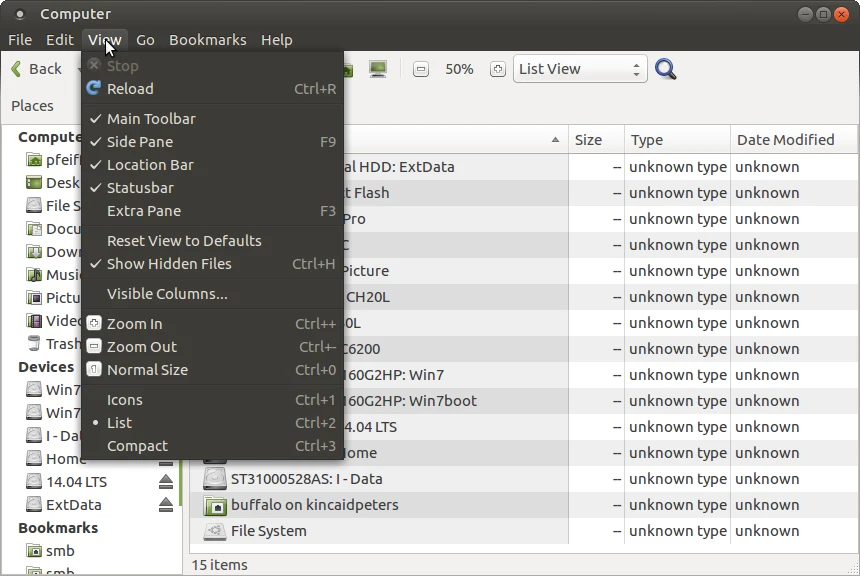 Computer
File Edit View Go Bookmarks Help
Back 50% List View
Places
Stop
Reload Ctrl+R
Main Toolbar
Side Pane F9
Location Bar
Statusbar
Extra Pane F3
Reset View to Defaults
Show Hidden Files Ctrl+H
Visible Columns...
Zoom In Ctrl++
Zoom Out Ctrl+-
Normal Size Ctrl+0
Icons Ctrl+1
List Ctrl+2
Compact Ctrl+3
Desk
File S
Docu
Down
Music
Pictu
Trash
Devices
Win7
Win7
I - Dat
Home
14.04 LTS
ExtData
Bookmarks
smb
smb
Size Type Date Modified
al HDD: ExtData -- unknown type unknown
t Flash -- unknown type unknown
Pro -- unknown type unknown
C -- unknown type unknown
Picture -- unknown type unknown
CH20L -- unknown type unknown
0L -- unknown type unknown
6200 -- unknown type unknown
160G2HP: Win7 -- unknown type unknown
160G2HP: Win7boot -- unknown type unknown
4.04 LTS -- unknown type unknown
ome -- unknown type unknown
ST31000528AS: I - Data -- unknown type unknown
buffalo on kincaidpeters -- unknown type unknown
File System -- unknown type unknown
15 items